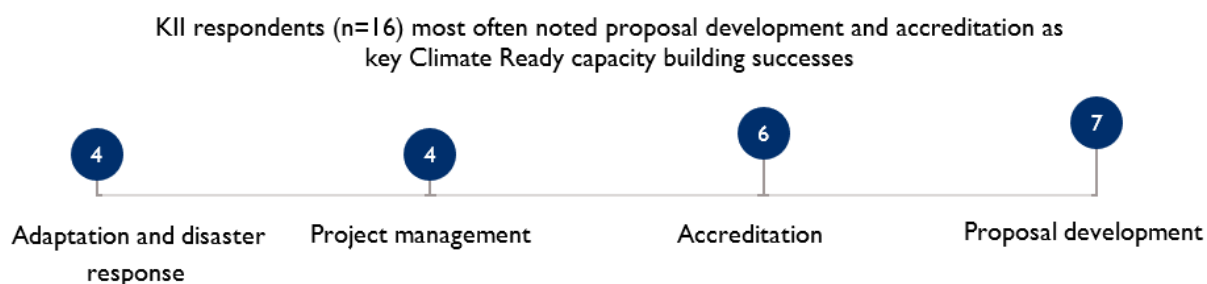 KII respondents (n=16) most often noted proposal development and accreditation as
key Climate Ready capacity building successes
4
4
6
7
Adaptation and disaster
response
Project management
Accreditation
Proposal development